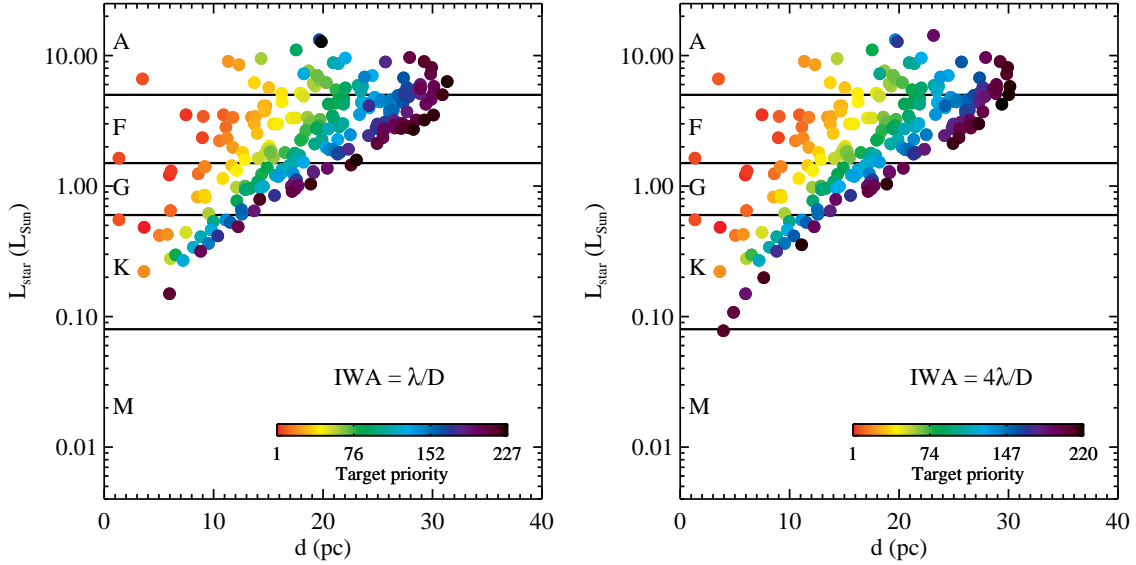 10.00
1.00
0.10
0.01
L_star (L_Sun)
A
F
G
K
M
IWA = λ/D
1 76 152 227
Target priority
0 10 20 30 40
d (pc)
10.00
1.00
0.10
0.01
L_star (L_Sun)
A
F
G
K
M
IWA = 4λ/D
1 74 147 220
Target priority
0 10 20 30 40
d (pc)